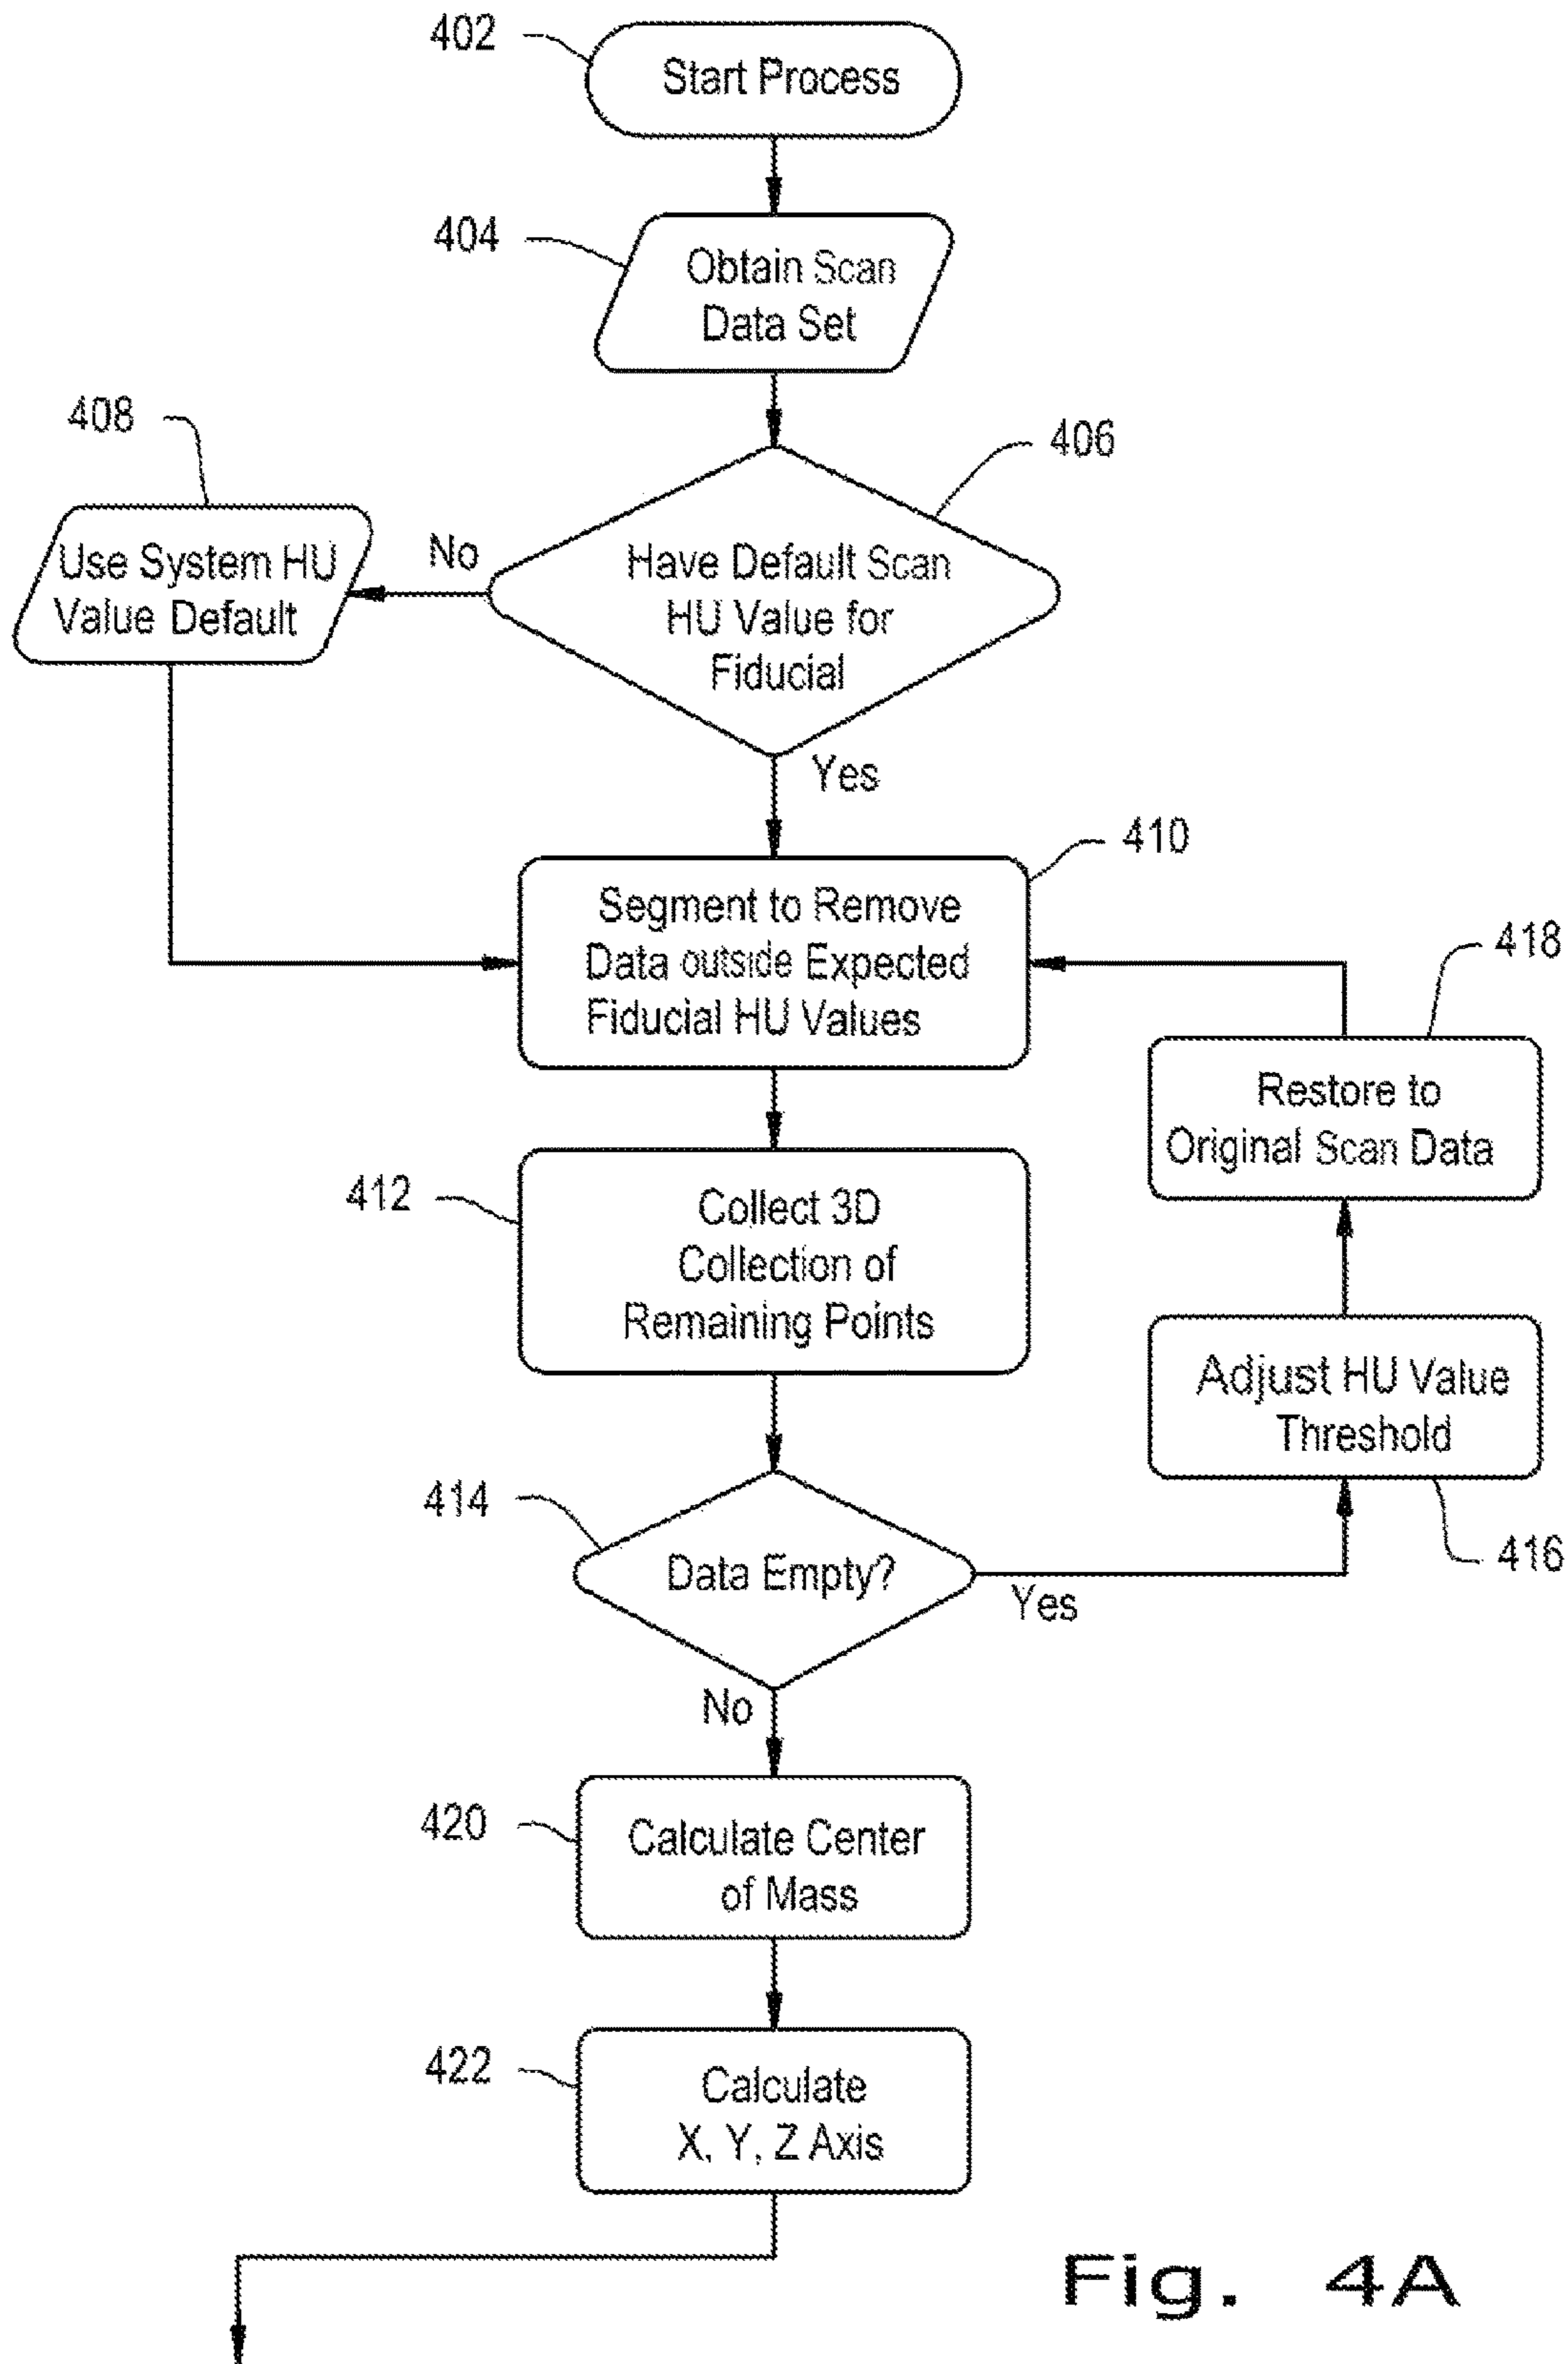 402
Start Process
404
Obtain Scan
Data Set
408
406
Use System HU
Value Default
No
Have Default Scan
HU Value for
Fiducial
Yes
410
Segment to Remove
Data outside Expected
Fiducial HU Values
418
Restore to
Original Scan Data
412
Collect 3D
Collection of
Remaining Points
Adjust HU Value
Threshold
416
414
Data Empty?
Yes
No
420
Calculate Center
of Mass
422
Calculate
X, Y, Z Axis
Fig. 4A